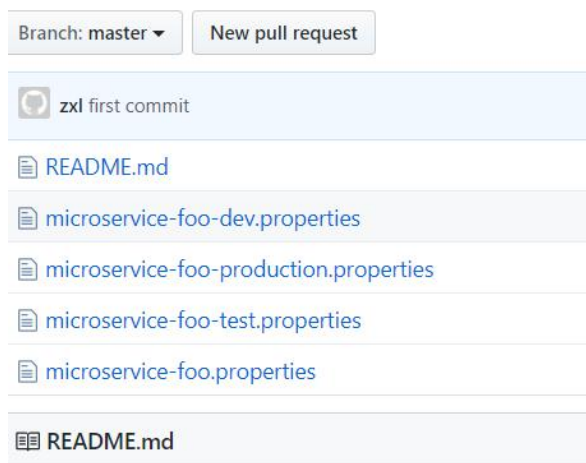 Branch: master New pull request
zxl first commit
README.md
microservice-foo-dev.properties
microservice-foo-production.properties
microservice-foo-test.properties
microservice-foo.properties
README.md